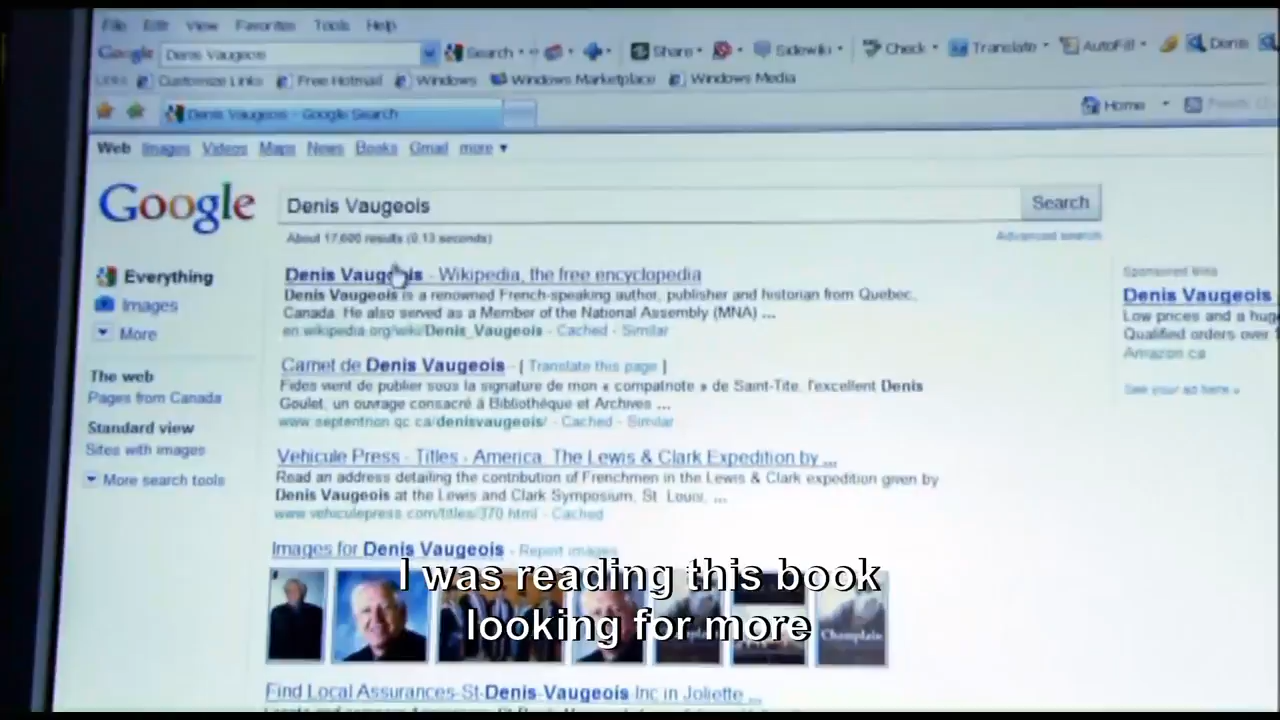 File Edit View Favorites Tools Help
Google Denis Vaugeois Search Share Sidewiki Check Translate AutoFill Denis
Links Customize Links Free Hotmail Windows Windows Marketplace Windows Media
Denis Vaugeois - Google Search Home
Web Images Videos Maps News Books Gmail more ▼
Google Denis Vaugeois Search
About 17,600 results (0.13 seconds) Advanced search
Everything
Images
More
The web
Pages from Canada
Standard view
Sites with images
More search tools
Denis Vaugeois - Wikipedia, the free encyclopedia
Denis Vaugeois is a renowned French-speaking author, publisher and historian from Quebec,
Canada. He also served as a Member of the National Assembly (MNA) ...
en.wikipedia.org/wiki/Denis_Vaugeois - Cached - Similar
Carnet de Denis Vaugeois - [ Translate this page ]
Fides vient de publier sous la signature de mon « compatriote » de Saint-Tite, l'excellent Denis
Goulet, un ouvrage consacré à Bibliothèque et Archives ...
www.septentrion.qc.ca/denisvaugeois/ - Cached - Similar
Vehicule Press - Titles - America. The Lewis & Clark Expedition by ...
Read an address detailing the contribution of Frenchmen in the Lewis & Clark expedition given by
Denis Vaugeois at the Lewis and Clark Symposium, St. Louis, ...
www.vehiculepress.com/titles/370.html - Cached
Images for Denis Vaugeois - Report images
Champlain
Find Local Assurances-St-Denis-Vaugeois Inc in Joliette ...
Sponsored links
Denis Vaugeois
Low prices and a huge
Qualified orders over
Amazon.ca
See your ad here »
I was reading this book
looking for more